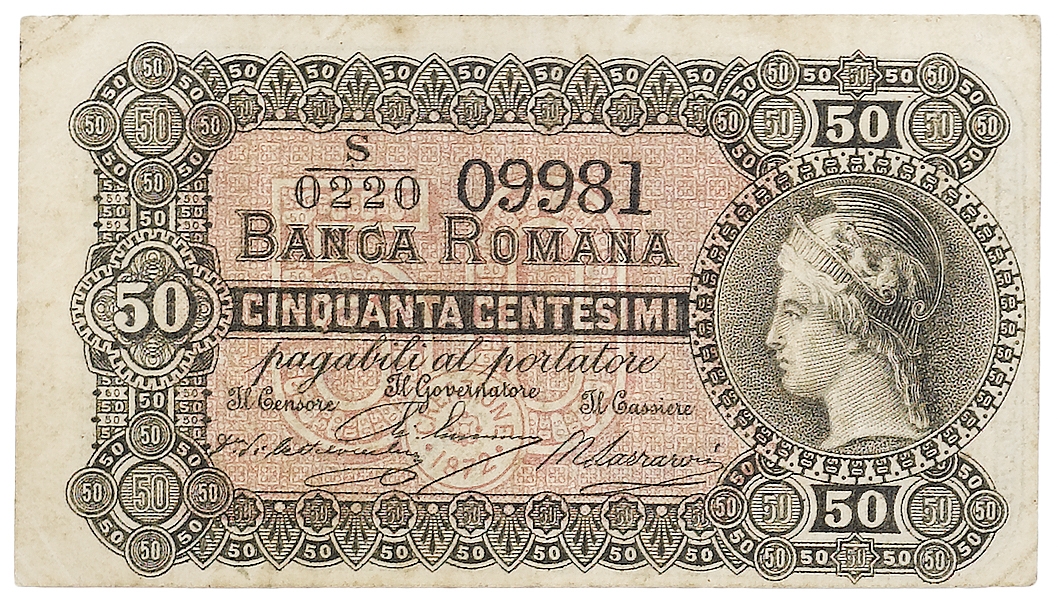 S
0220 09981
BANCA ROMANA
CINQUANTA CENTESIMI
pagabili al portatore
Il Censore Il Governatore Il Cassiere
50
50
50